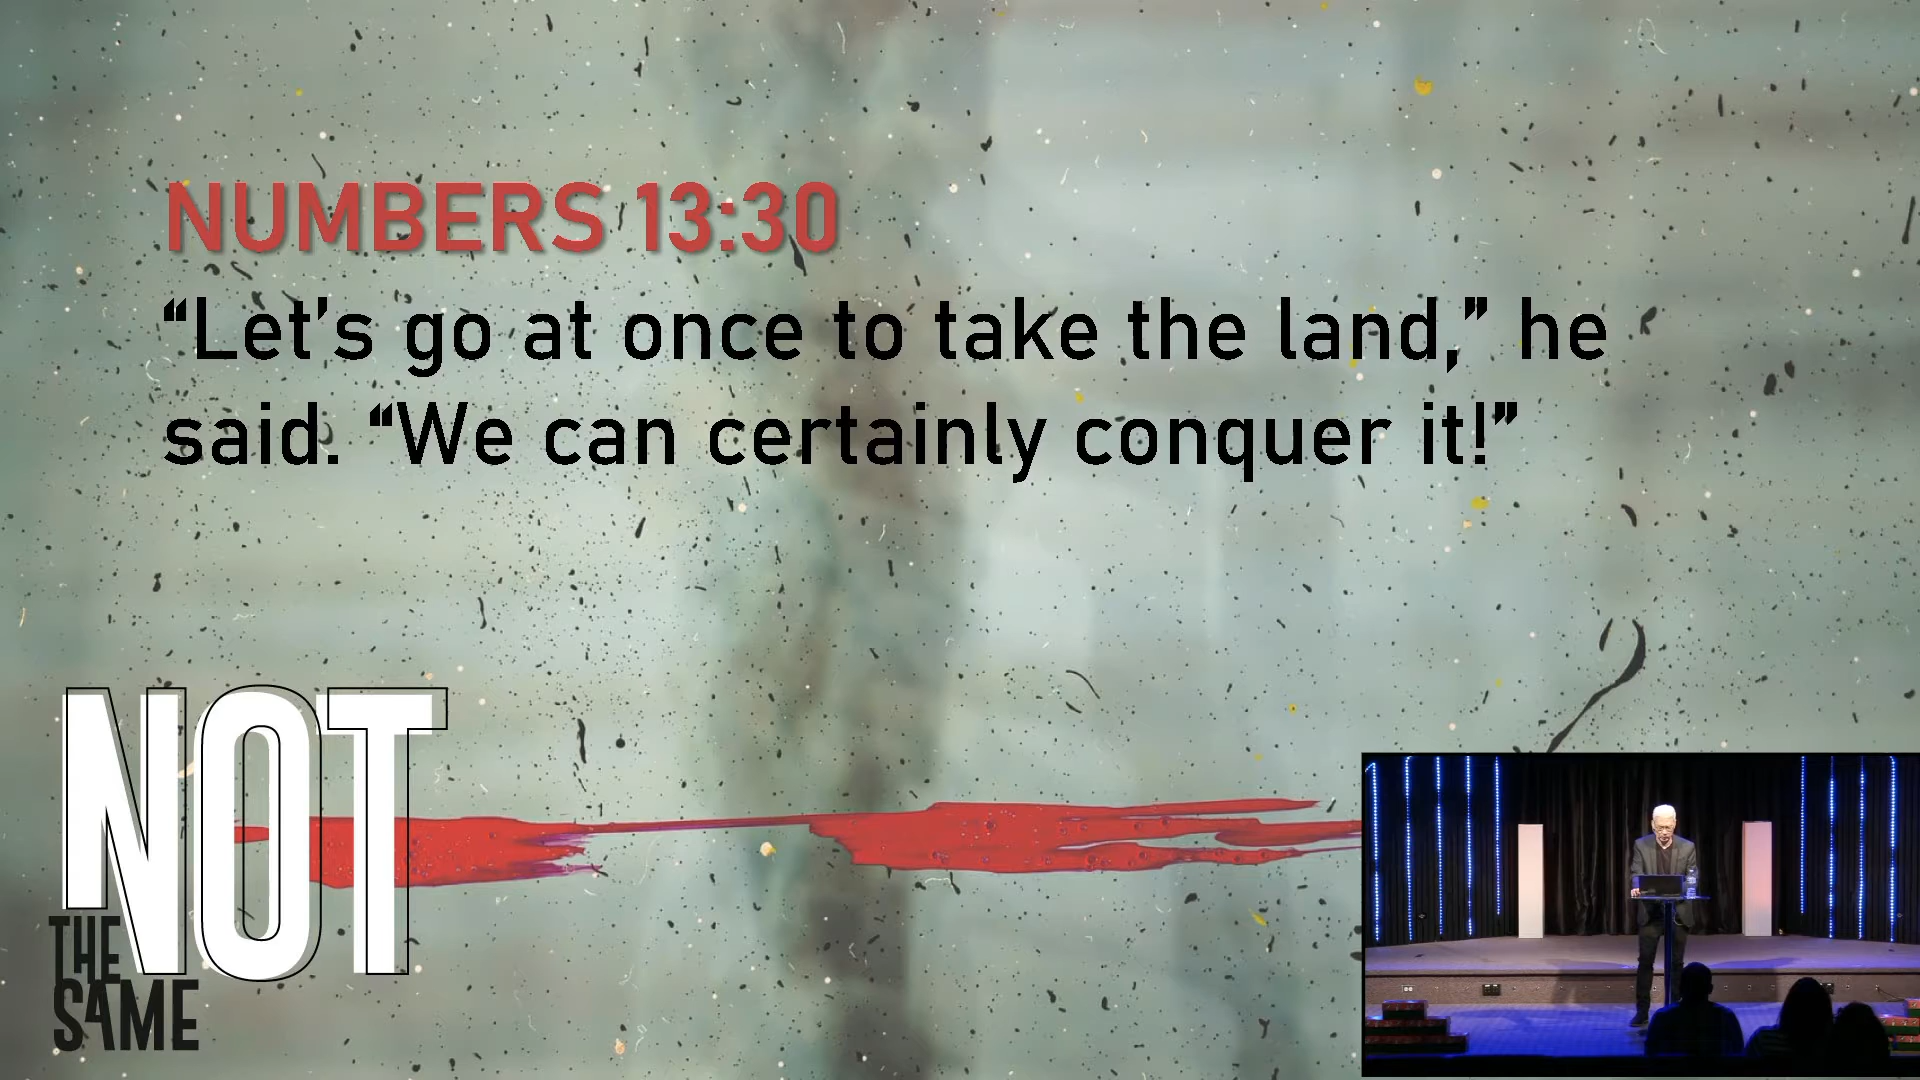 NUMBERS 13:30
“Let’s go at once to take the land,” he
said. “We can certainly conquer it!”
NOT
THE
SAME